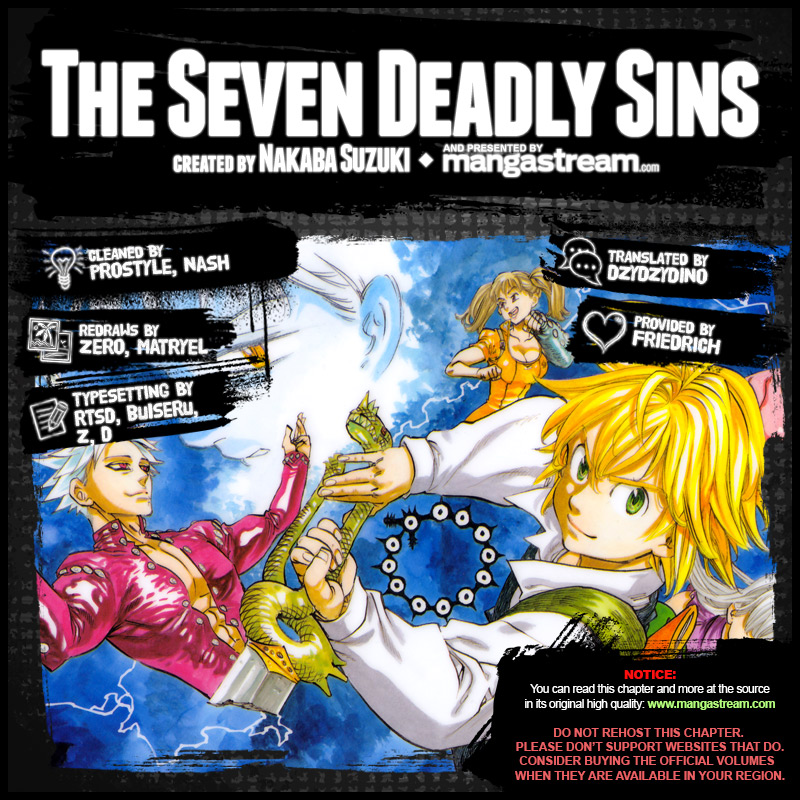 THE SEVEN DEADLY SINS
CREATED BY NAKABA SUZUKI ◆ AND PRESENTED BY mangastream.com
CLEANED BY
PROSTYLE, NASH
REDRAWS BY
ZERO, MATRYEL
TYPESETTING BY
RTSD, BUISERU,
Z, D
TRANSLATED BY
DZYDZYDINO
PROVIDED BY
FRIEDRICH
NOTICE:
You can read this chapter and more at the source
in its original high quality: www.mangastream.com
DO NOT REHOST THIS CHAPTER.
PLEASE DON'T SUPPORT WEBSITES THAT DO.
CONSIDER BUYING THE OFFICIAL VOLUMES
WHEN THEY ARE AVAILABLE IN YOUR REGION.